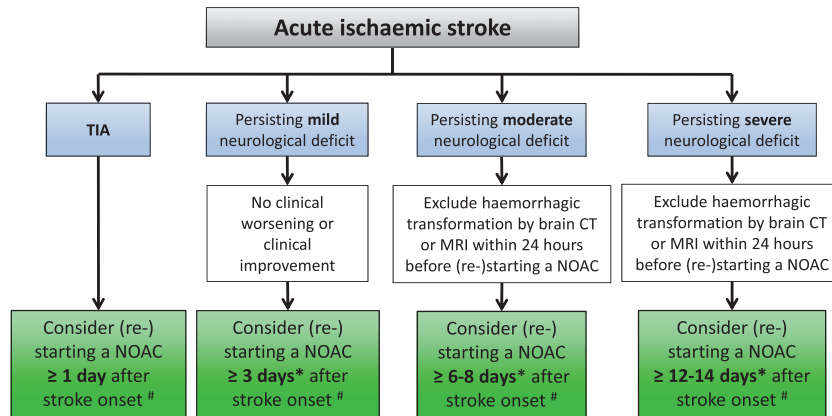 Acute ischaemic stroke
TIA
Persisting mild
neurological deficit
Persisting moderate
neurological deficit
Persisting severe
neurological deficit
No clinical
worsening or
clinical
improvement
Exclude haemorrhagic
transformation by brain CT
or MRI within 24 hours
before (re-)starting a NOAC
Exclude haemorrhagic
transformation by brain CT
or MRI within 24 hours
before (re-)starting a NOAC
Consider (re-)
starting a NOAC
≥ 1 day after
stroke onset #
Consider (re-)
starting a NOAC
≥ 3 days* after
stroke onset #
Consider (re-)
starting a NOAC
≥ 6-8 days* after
stroke onset #
Consider (re-)
starting a NOAC
≥ 12-14 days* after
stroke onset #